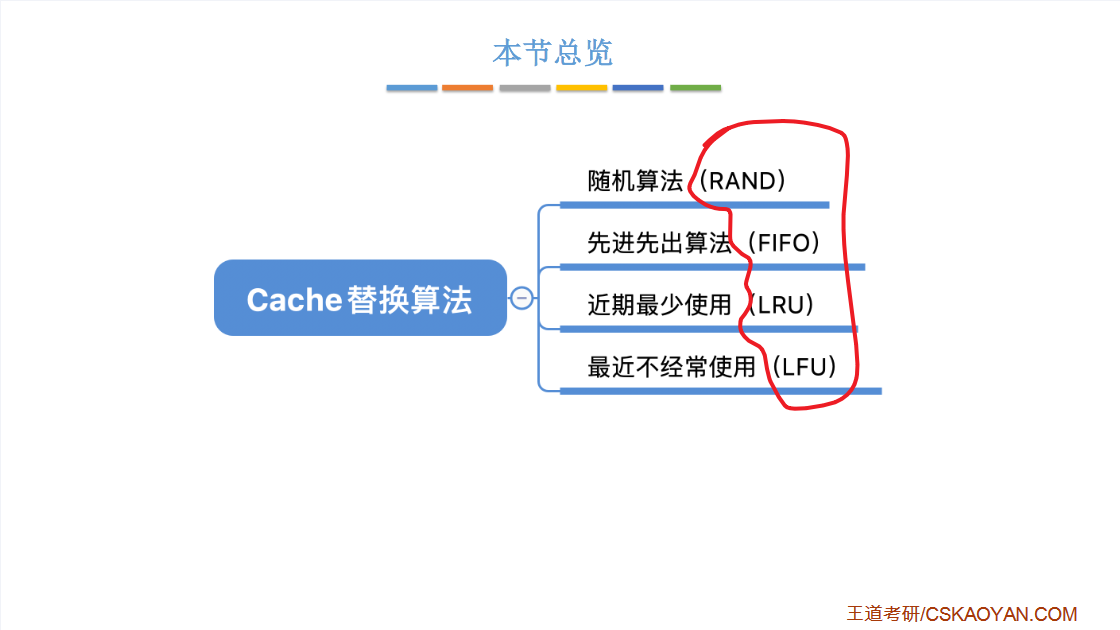 本节总览
随机算法（RAND）
先进先出算法（FIFO）
Cache替换算法
近期最少使用（LRU）
最近不经常使用（LFU）
王道考研/CSKAOYAN.COM